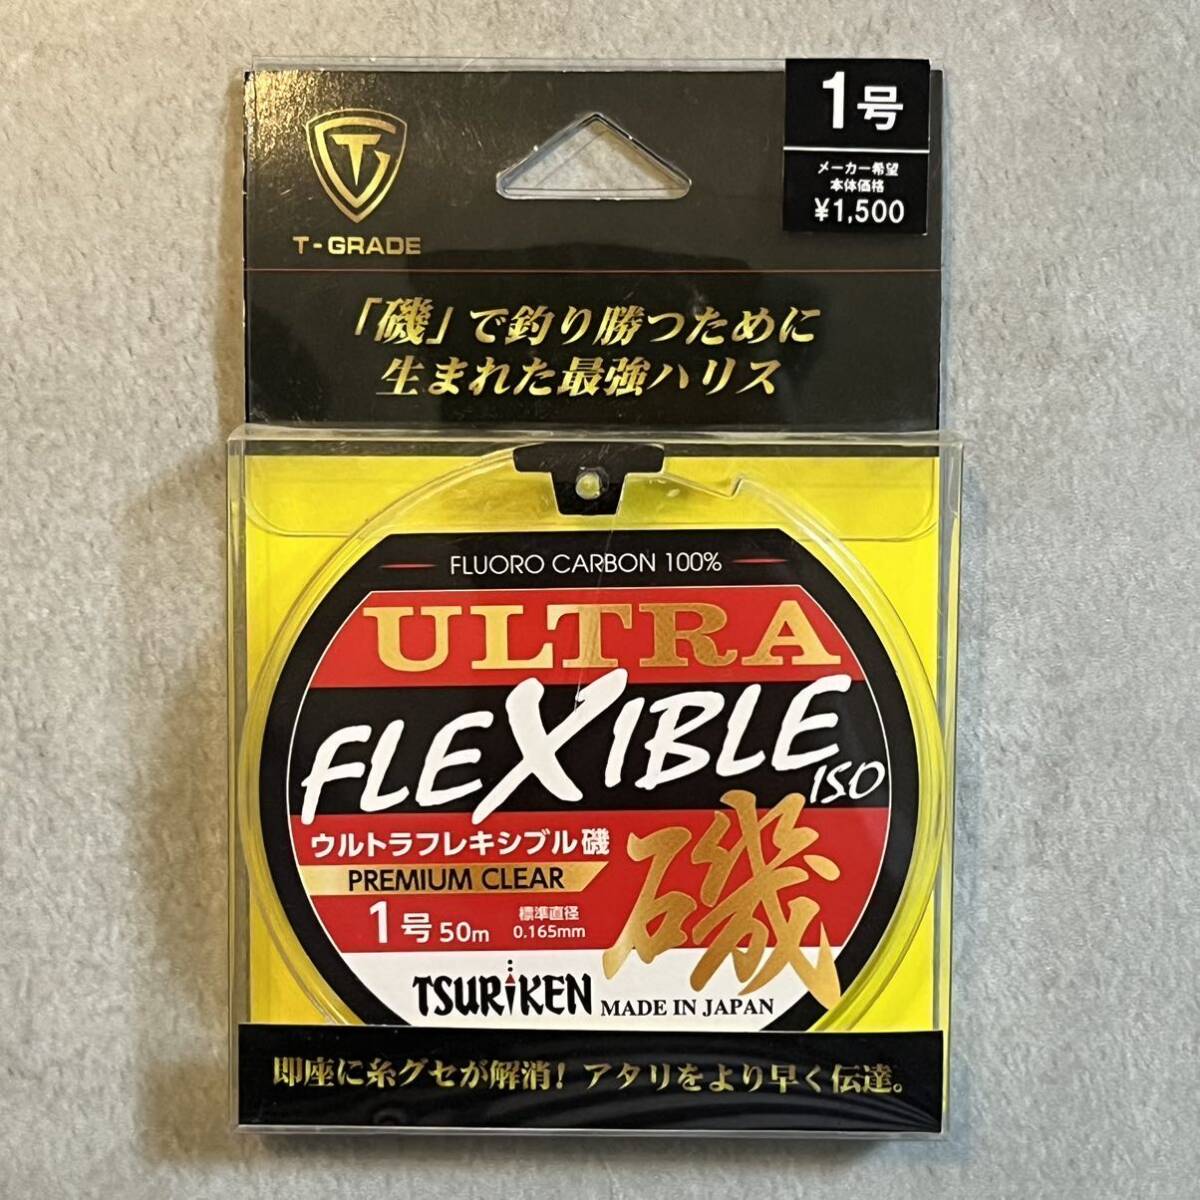 1号
メーカー希望
本体価格
¥1,500
T-GRADE
「磯」で釣り勝つために
生まれた最強ハリス
FLUORO CARBON 100%
ULTRA
FLEXIBLE
ISO
ウルトラフレキシブル磯
磯
PREMIUM CLEAR
1号 50m
標準直径
0.165mm
TSURIKEN MADE IN JAPAN
即座に糸グセが解消! アタリをより早く伝達。